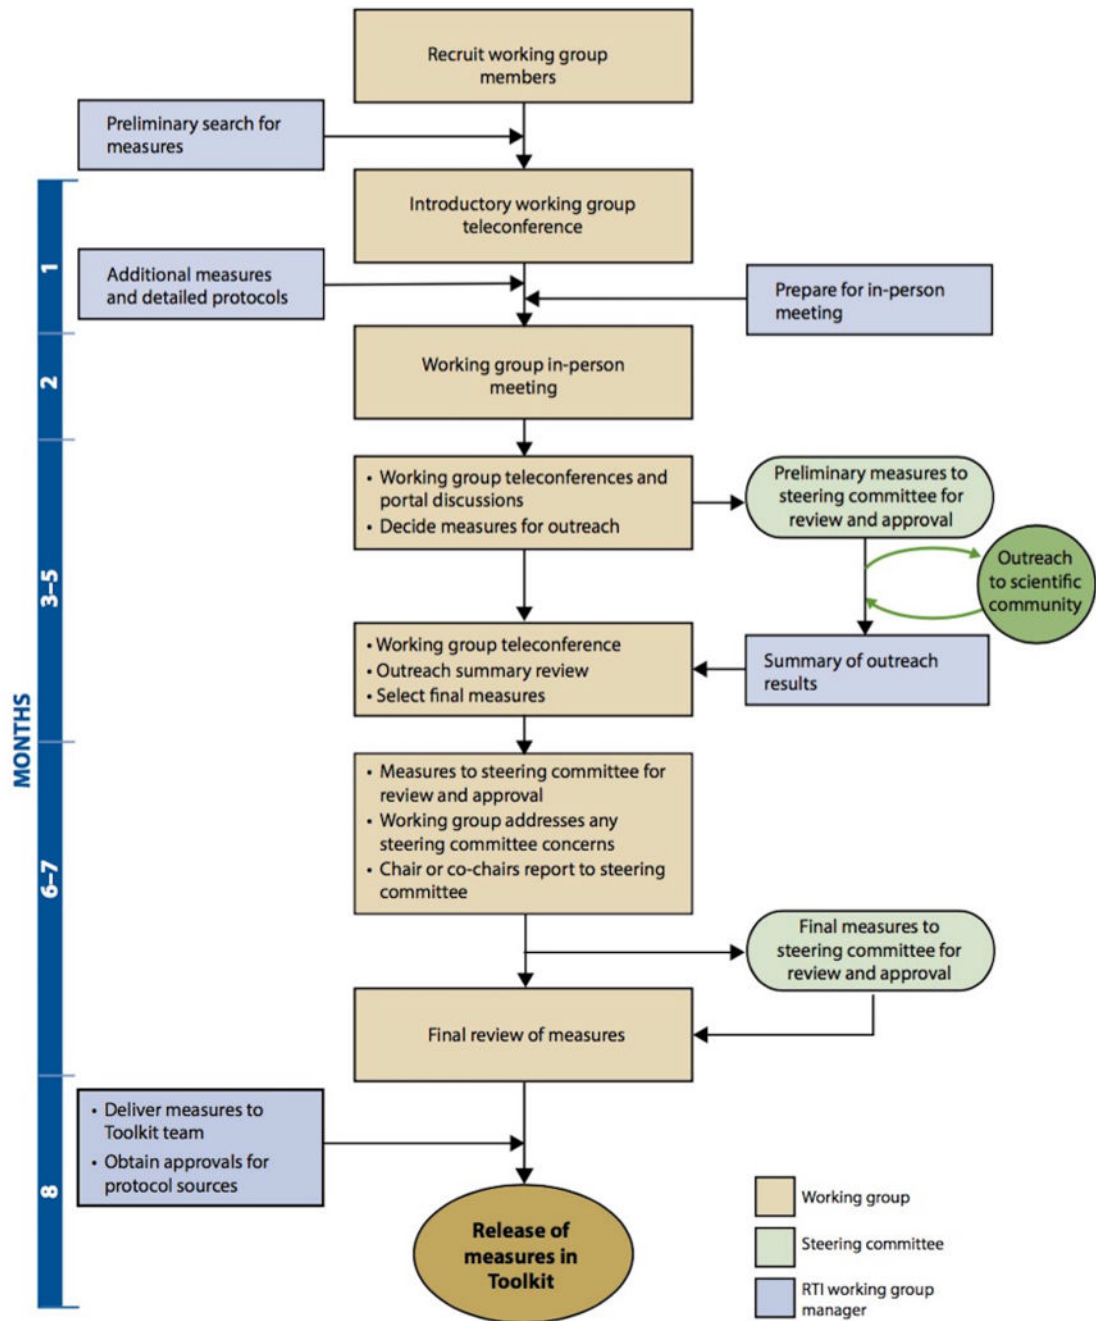 Recruit working group
members
Preliminary search for
measures
Introductory working group
teleconference
Additional measures
and detailed protocols
Prepare for in-person
meeting
Working group in-person
meeting
• Working group teleconferences and
portal discussions
• Decide measures for outreach
Preliminary measures to
steering committee for
review and approval
Outreach
to scientific
community
• Working group teleconference
• Outreach summary review
• Select final measures
Summary of outreach
results
• Measures to steering committee for
review and approval
• Working group addresses any
steering committee concerns
• Chair or co-chairs report to steering
committee
Final measures to
steering committee for
review and approval
Final review of measures
• Deliver measures to
Toolkit team
• Obtain approvals for
protocol sources
Release of
measures in
Toolkit
MONTHS
1
2
3–5
6–7
8
Working group
Steering committee
RTI working group
manager